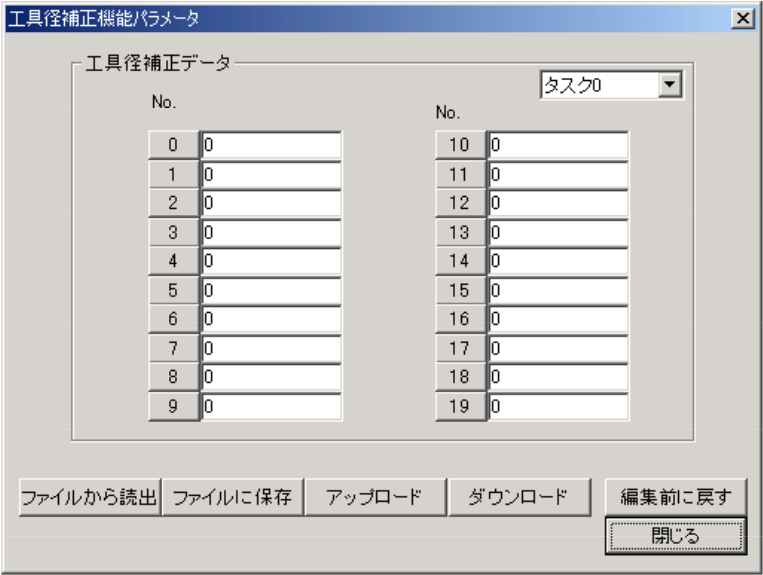 工具径補正機能パラメータ
工具径補正データ
タスク0
No.
No.
0 0 10 0
1 0 11 0
2 0 12 0
3 0 13 0
4 0 14 0
5 0 15 0
6 0 16 0
7 0 17 0
8 0 18 0
9 0 19 0
ファイルから読出 ファイルに保存 アップロード ダウンロード 編集前に戻す
閉じる